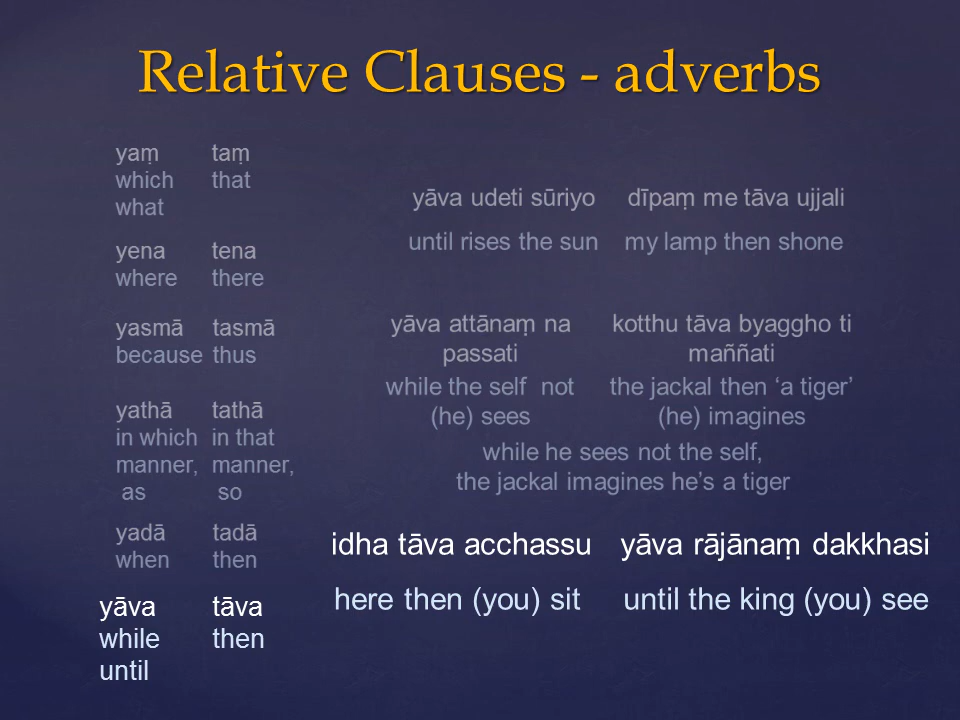 Relative Clauses - adverbs
yaṃ taṃ
which that
what
yena tena
where there
yasmā tasmā
because thus
yathā tathā
in which in that
manner, manner,
as so
yadā tadā
when then
yāva tāva
while then
until
yāva udeti sūriyo dīpaṃ me tāva ujjali
until rises the sun my lamp then shone
yāva attānaṃ na kotthu tāva byaggho ti
passati maññati
while the self not the jackal then ‘a tiger’
(he) sees (he) imagines
while he sees not the self,
the jackal imagines he’s a tiger
idha tāva acchassu yāva rājānaṃ dakkhasi
here then (you) sit until the king (you) see